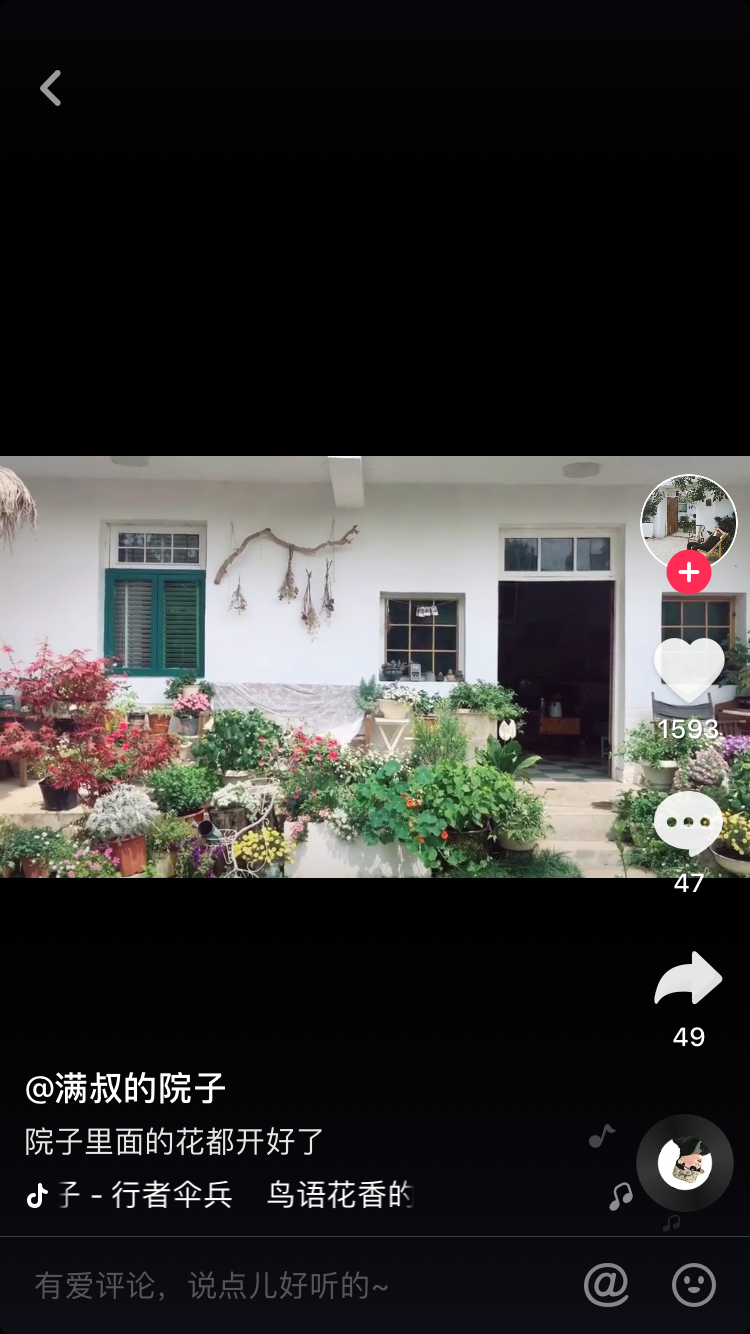 1593
47
49
@满叔的院子
院子里面的花都开好了
子 - 行者伞兵 鸟语花香的
有爱评论，说点儿好听的~